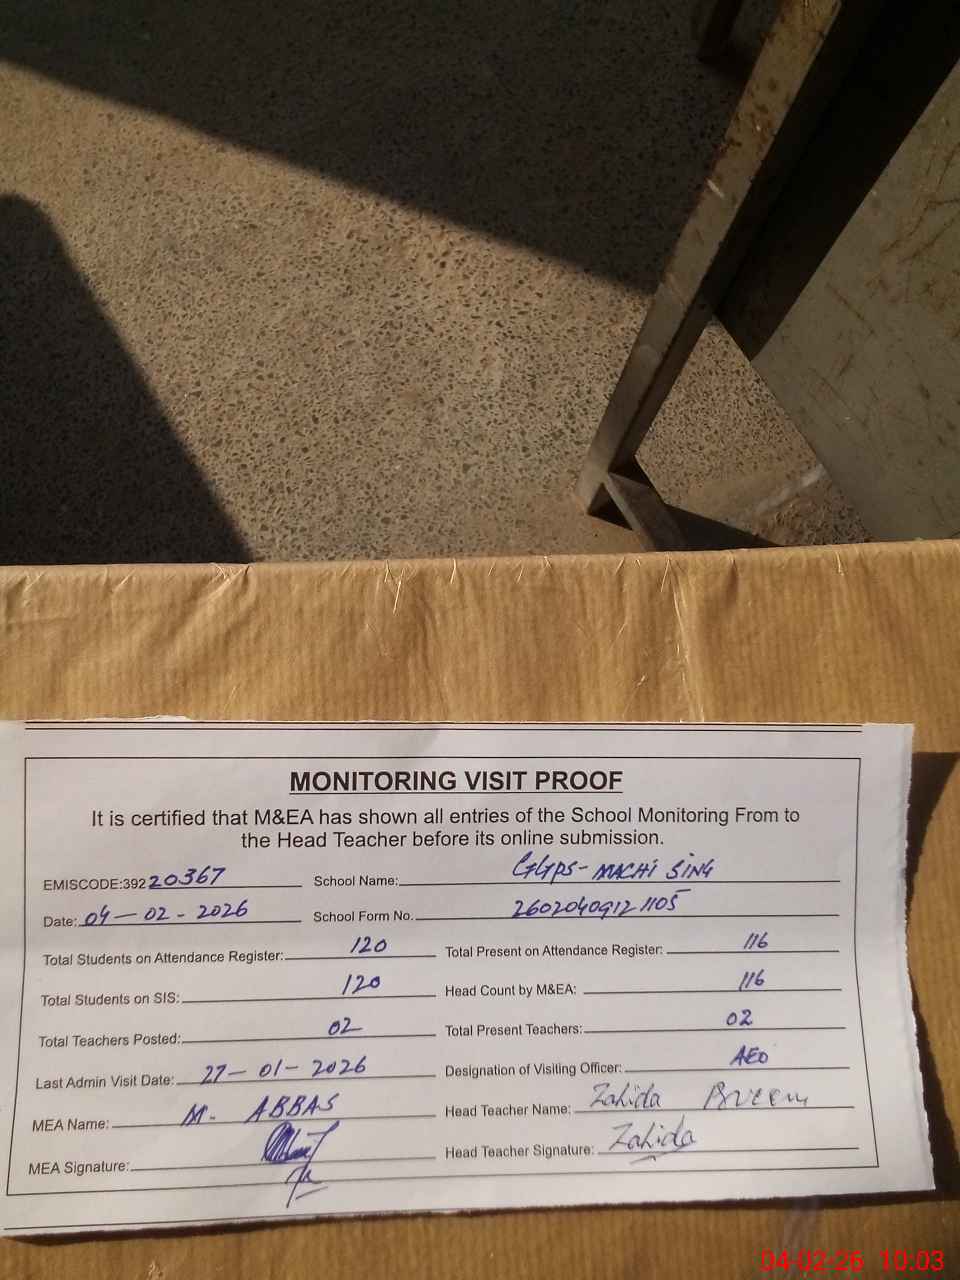 MONITORING VISIT PROOF
It is certified that M&EA has shown all entries of the School Monitoring From to
the Head Teacher before its online submission.
EMISCODE:39220367 School Name: GGPS-MACHI SING
Date: 04-02-2026 School Form No. 26020409121105
Total Students on Attendance Register: 120 Total Present on Attendance Register: 116
Total Students on SIS: 120 Head Count by M&EA: 116
Total Teachers Posted: 02 Total Present Teachers: 02
Last Admin Visit Date: 27-01-2026 Designation of Visiting Officer: AEO
MEA Name: M. ABBAS Head Teacher Name: Zahida
MEA Signature: Head Teacher Signature: Zahida
04-02-26 10:03